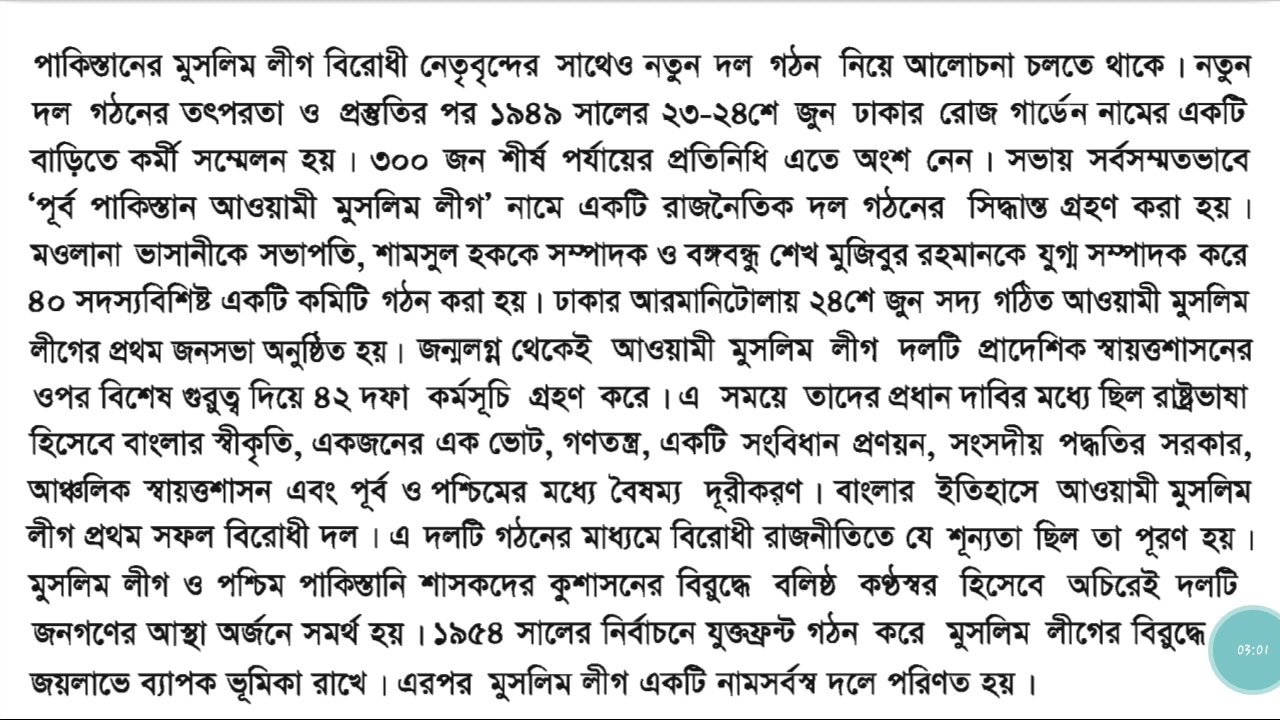 পাকিস্তানের মুসলিম লীগ বিরোধী নেতৃবৃন্দের সাথেও নতুন দল গঠন নিয়ে আলোচনা চলতে থাকে। নতুন
দল গঠনের তৎপরতা ও প্রস্তুতির পর ১৯৪৯ সালের ২৩-২৪শে জুন ঢাকার রোজ গার্ডেন নামের একটি
বাড়িতে কর্মী সম্মেলন হয়। ৩০০ জন শীর্ষ পর্যায়ের প্রতিনিধি এতে অংশ নেন। সভায় সর্বসম্মতভাবে
‘পূর্ব পাকিস্তান আওয়ামী মুসলিম লীগ’ নামে একটি রাজনৈতিক দল গঠনের সিদ্ধান্ত গ্রহণ করা হয়।
মওলানা ভাসানীকে সভাপতি, শামসুল হককে সম্পাদক ও বঙ্গবন্ধু শেখ মুজিবুর রহমানকে যুগ্ম সম্পাদক করে
৪০ সদস্যবিশিষ্ট একটি কমিটি গঠন করা হয়। ঢাকার আরমানিটোলায় ২৪শে জুন সদ্য গঠিত আওয়ামী মুসলিম
লীগের প্রথম জনসভা অনুষ্ঠিত হয়। জন্মলগ্ন থেকেই আওয়ামী মুসলিম লীগ দলটি প্রাদেশিক স্বায়ত্তশাসনের
ওপর বিশেষ গুরুত্ব দিয়ে ৪২ দফা কর্মসূচি গ্রহণ করে। এ সময়ে তাদের প্রধান দাবির মধ্যে ছিল রাষ্ট্রভাষা
হিসেবে বাংলার স্বীকৃতি, একজনের এক ভোট, গণতন্ত্র, একটি সংবিধান প্রণয়ন, সংসদীয় পদ্ধতির সরকার,
আঞ্চলিক স্বায়ত্তশাসন এবং পূর্ব ও পশ্চিমের মধ্যে বৈষম্য দূরীকরণ। বাংলার ইতিহাসে আওয়ামী মুসলিম
লীগ প্রথম সফল বিরোধী দল। এ দলটি গঠনের মাধ্যমে বিরোধী রাজনীতিতে যে শূন্যতা ছিল তা পূরণ হয়।
মুসলিম লীগ ও পশ্চিম পাকিস্তানি শাসকদের কুশাসনের বিরুদ্ধে বলিষ্ঠ কণ্ঠস্বর হিসেবে অচিরেই দলটি
জনগণের আস্থা অর্জনে সমর্থ হয়। ১৯৫৪ সালের নির্বাচনে যুক্তফ্রন্ট গঠন করে মুসলিম লীগের বিরুদ্ধে
03:01
জয়লাভে ব্যাপক ভূমিকা রাখে। এরপর মুসলিম লীগ একটি নামসর্বস্ব দলে পরিণত হয়।